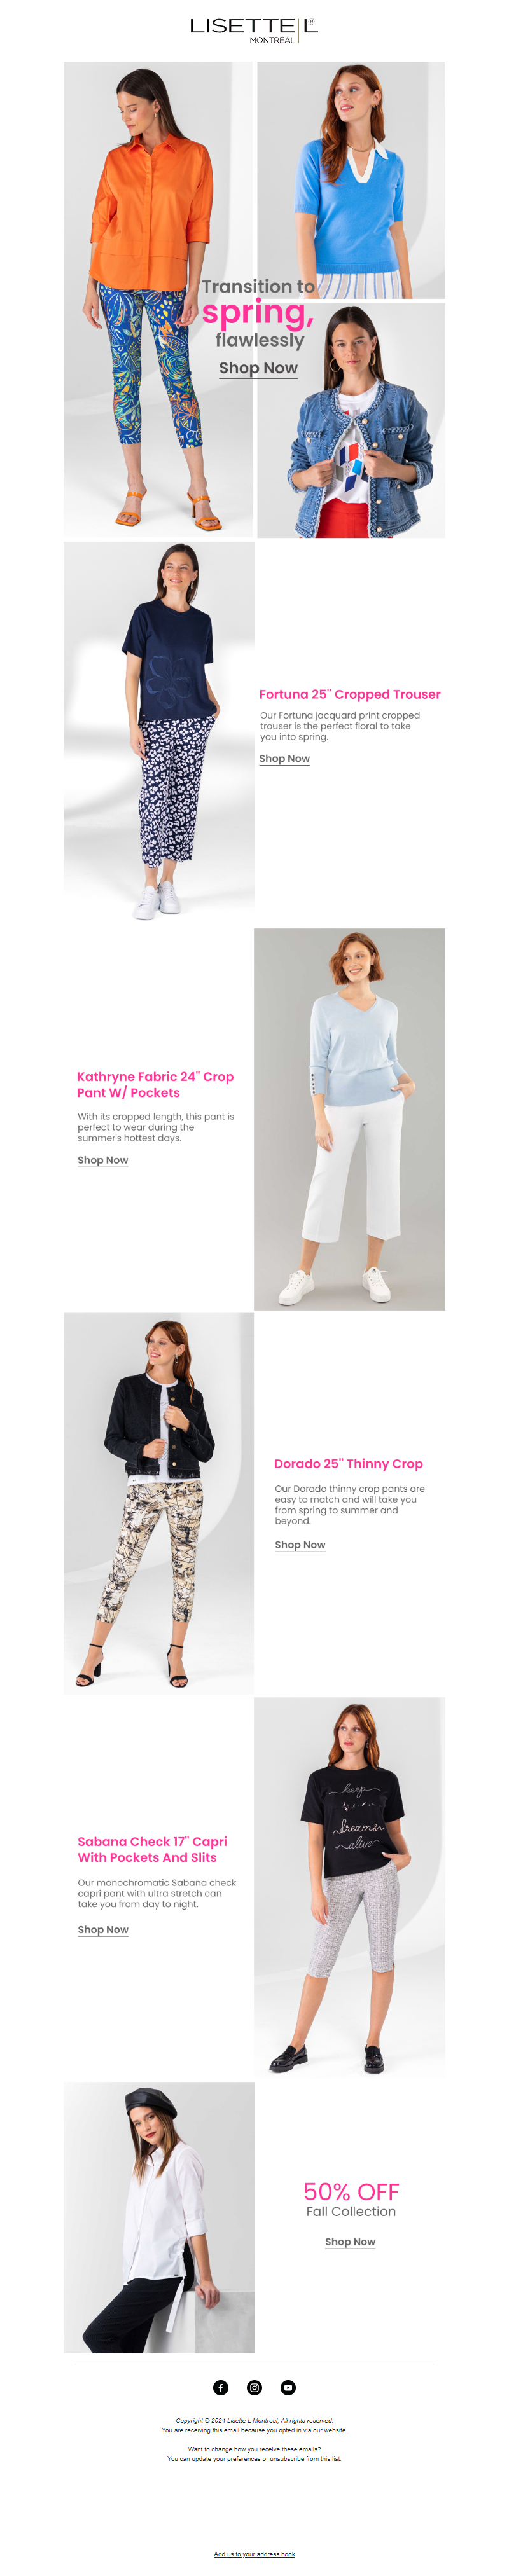 LISETTE L®
MONTRÉAL
Transition to
spring,
flawlessly
Shop Now
Fortuna 25" Cropped Trouser
Our Fortuna jacquard print cropped
trouser is the perfect floral to take
you into spring.
Shop Now
Kathryne Fabric 24" Crop
Pant W/ Pockets
With its cropped length, this pant is
perfect to wear during the
summer's hottest days.
Shop Now
Dorado 25" Thinny Crop
Our Dorado thinny crop pants are
easy to match and will take you
from spring to summer and
beyond.
Shop Now
keep
dreams
alive
Sabana Check 17" Capri
With Pockets And Slits
Our monochromatic Sabana check
capri pant with ultra stretch can
take you from day to night.
Shop Now
50% OFF
Fall Collection
Shop Now
Copyright © 2024 Lisette L Montreal, All rights reserved.
You are receiving this email because you opted in via our website.
Want to change how you receive these emails?
You can update your preferences or unsubscribe from this list.
Add us to your address book